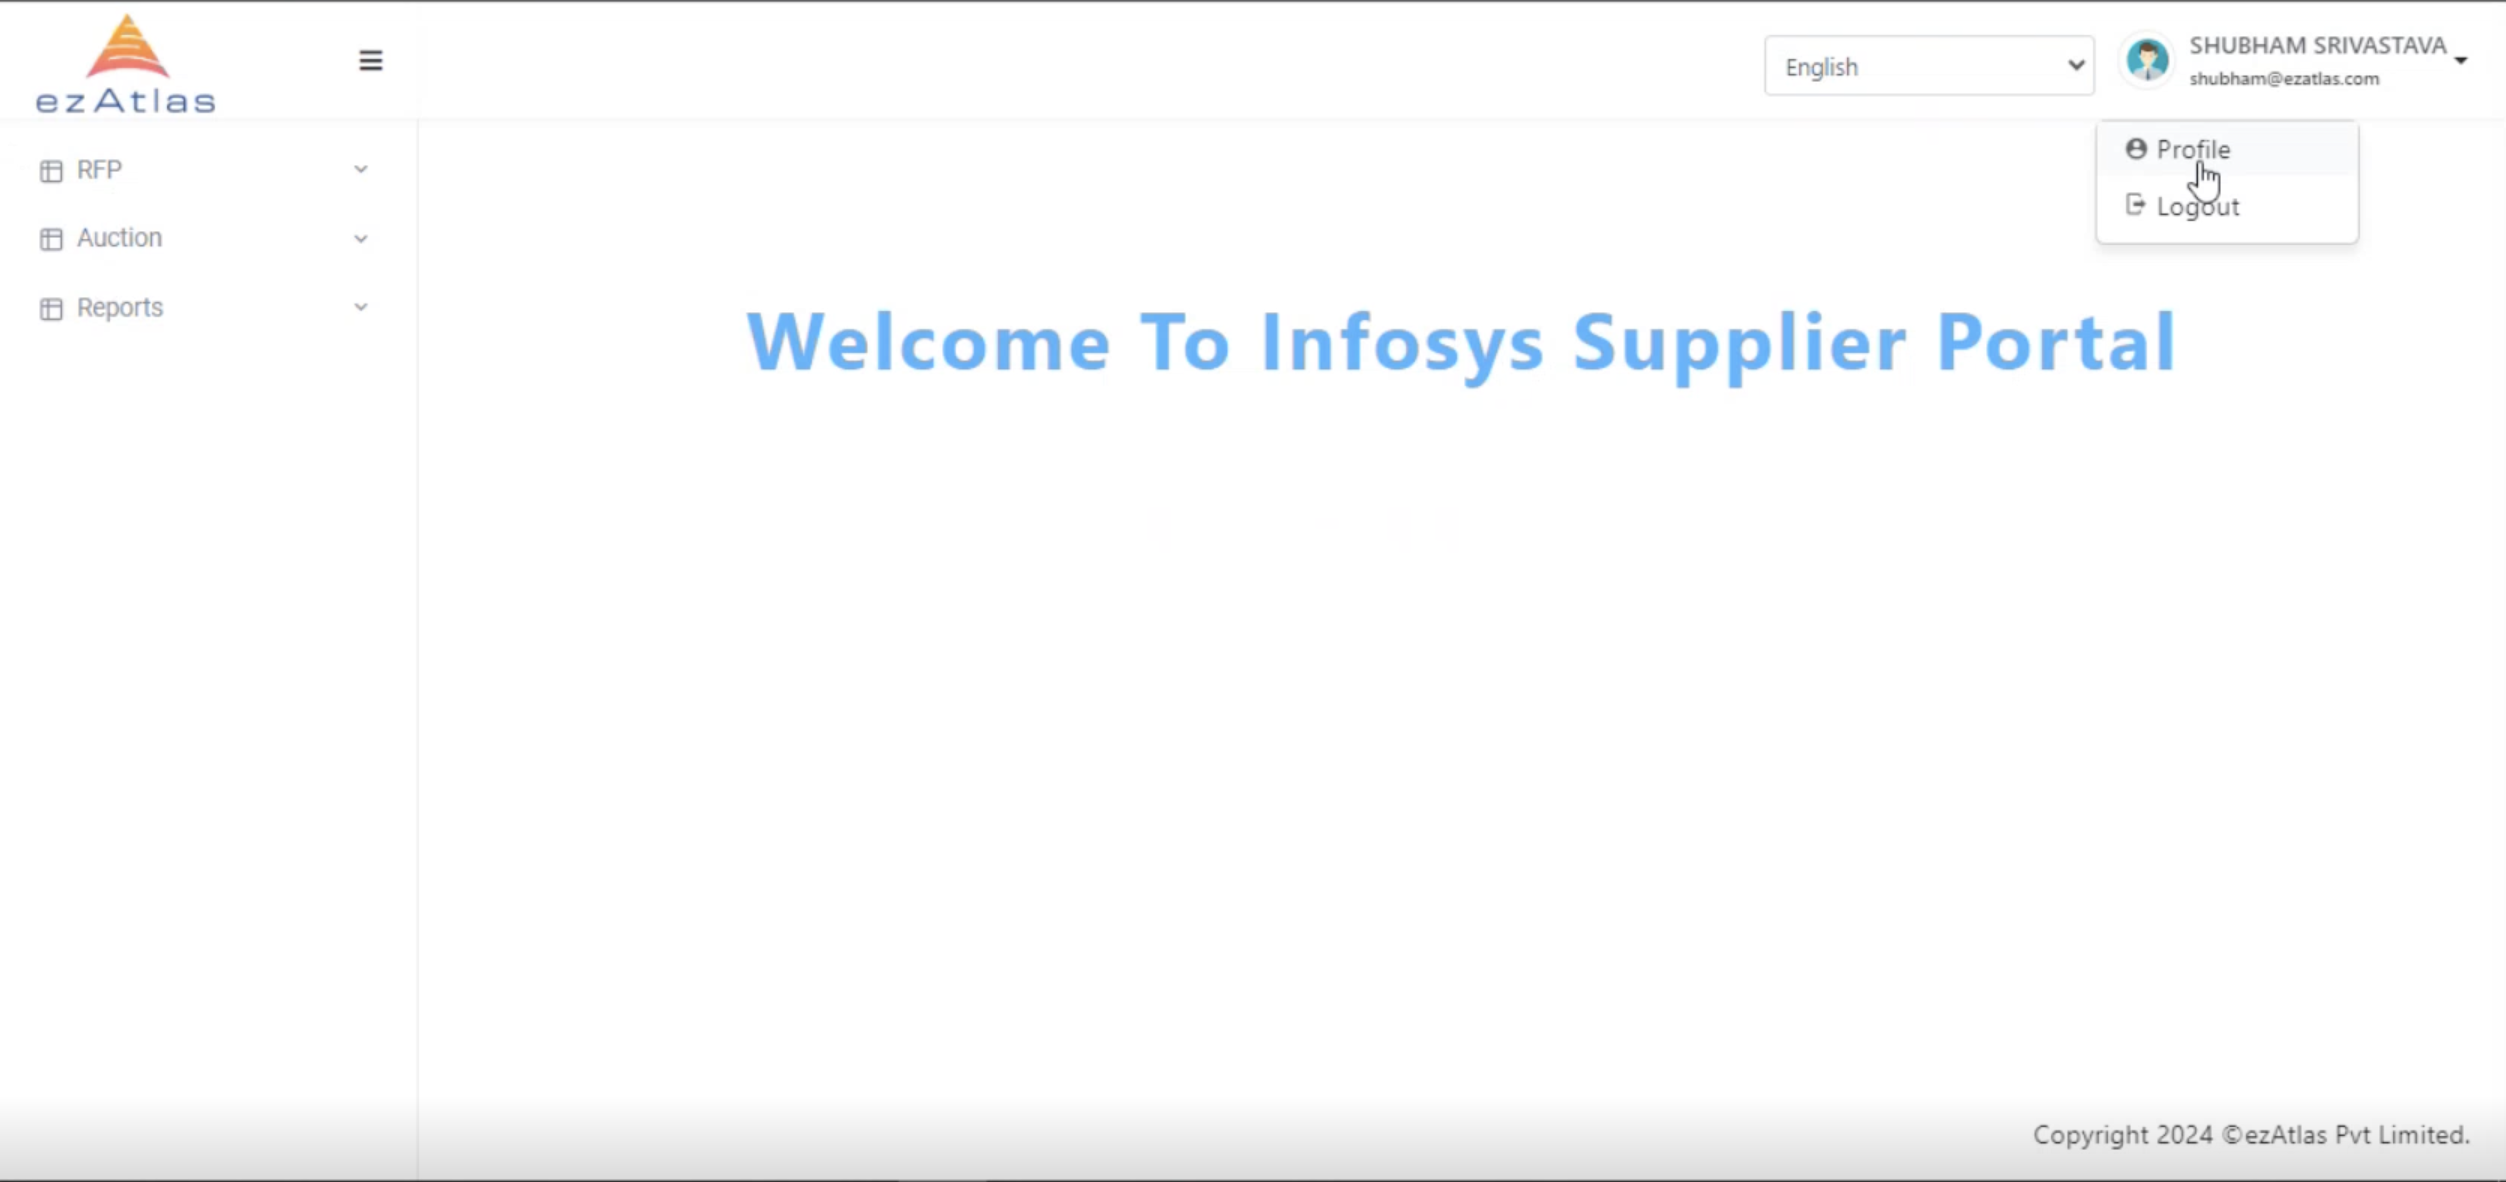 ezAtlas
English
SHUBHAM SRIVASTAVA
shubham@ezatlas.com
Profile
Logout
RFP
Auction
Reports
Welcome To Infosys Supplier Portal
Copyright 2024 ©ezAtlas Pvt Limited.